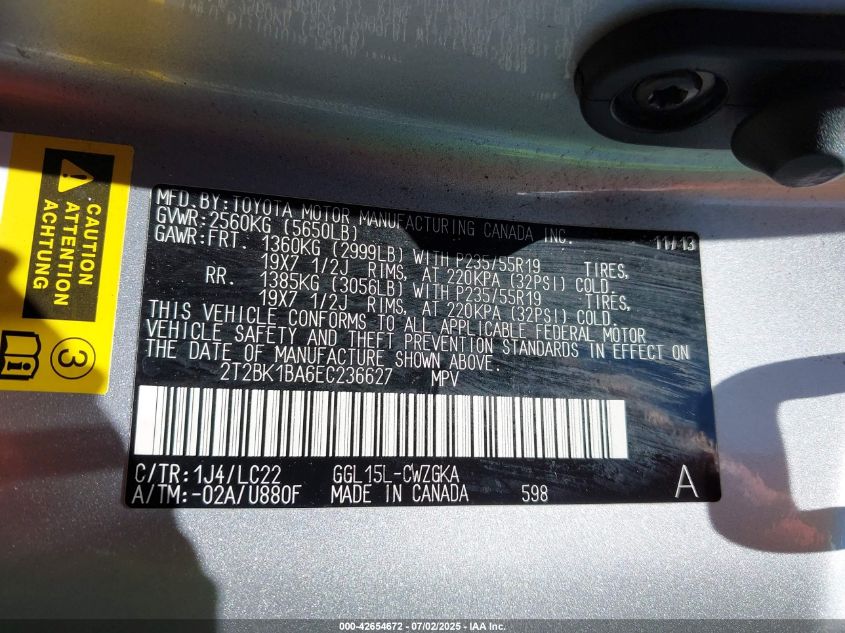 MFD. BY: TOYOTA MOTOR MANUFACTURING CANADA INC. 11/13
GVWR: 2560KG (5650LB)
GAWR: FRT. 1360KG (2999LB) WITH P235/55R19 TIRES,
19X7 1/2J RIMS, AT 220KPA (32PSI) COLD.
RR. 1385KG (3056LB) WITH P235/55R19 TIRES,
19X7 1/2J RIMS, AT 220KPA (32PSI) COLD.
THIS VEHICLE CONFORMS TO ALL APPLICABLE FEDERAL MOTOR
VEHICLE SAFETY AND THEFT PREVENTION STANDARDS IN EFFECT ON
THE DATE OF MANUFACTURE SHOWN ABOVE.
2T2BK1BA6EC236627 MPV
C/TR: 1J4/LC22 GGL15L-CWZGKA
A/TM: -02A/U880F MADE IN CANADA 598 A
CAUTION
ATTENTION
ACHTUNG
3
ACHTUNG
000-42654672 - 07/02/2025 - IAA Inc.